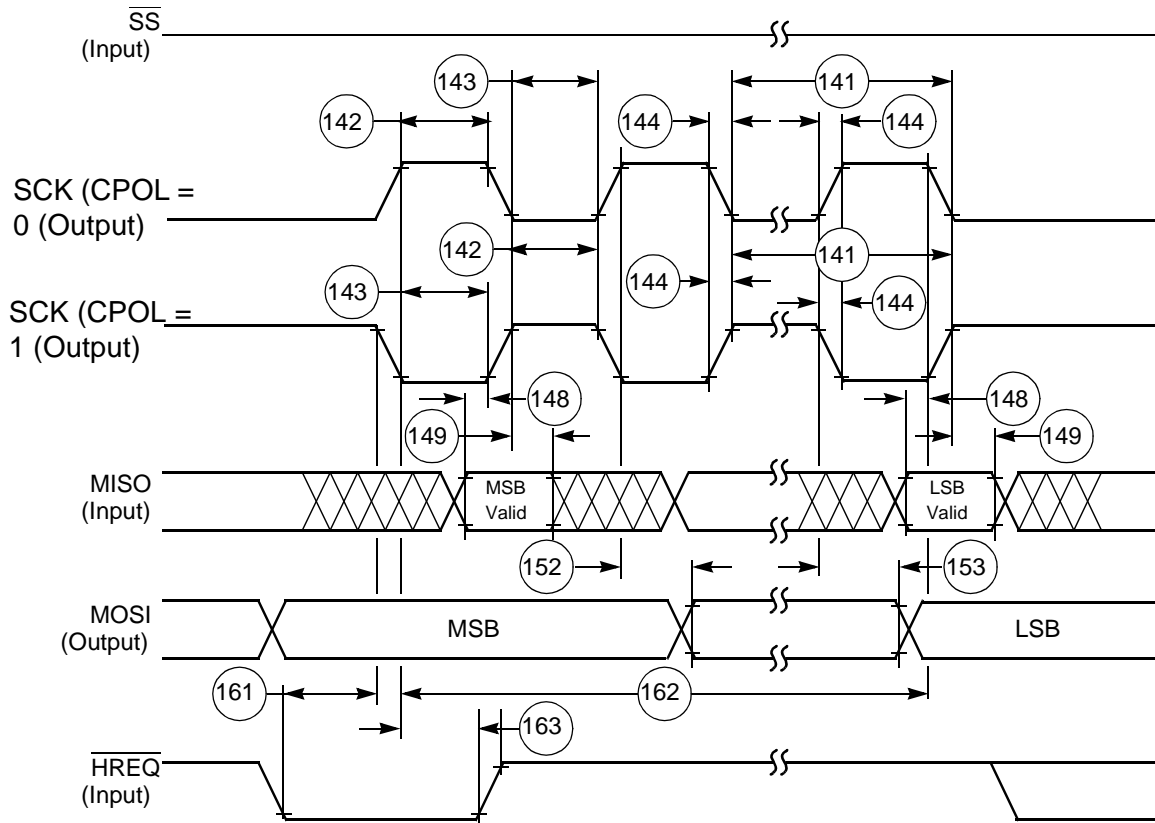 SS
(Input)
143
141
142
144
144
SCK (CPOL =
0 (Output)
142
141
143
144
144
SCK (CPOL =
1 (Output)
148
148
149
149
MISO
(Input)
MSB
Valid
LSB
Valid
152
153
MOSI
(Output)
MSB
LSB
161
162
163
HREQ
(Input)